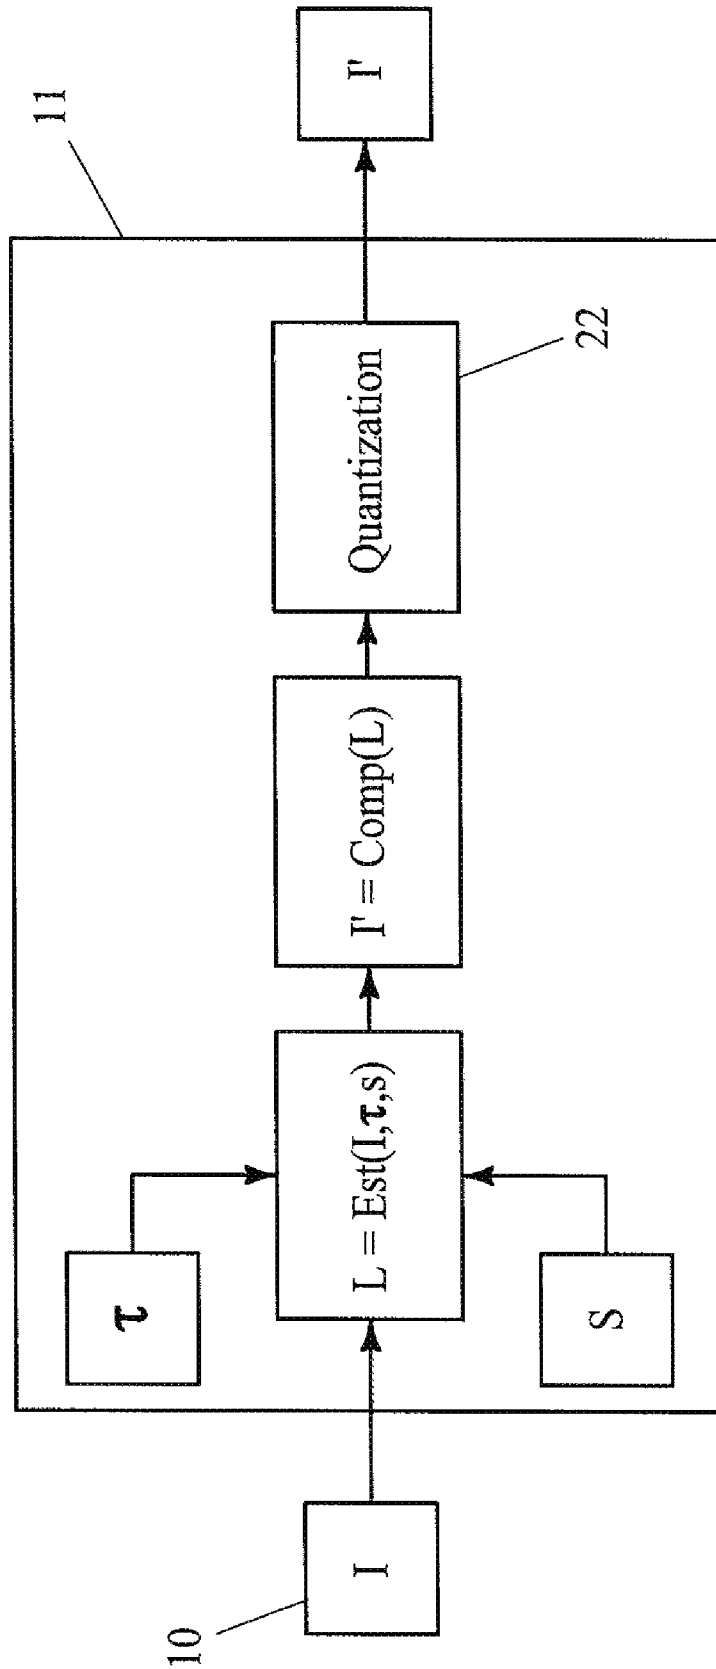 10
I
11
τ
S
L = Est(I,τ,s)
I' = Comp(L)
Quantization
22
I'